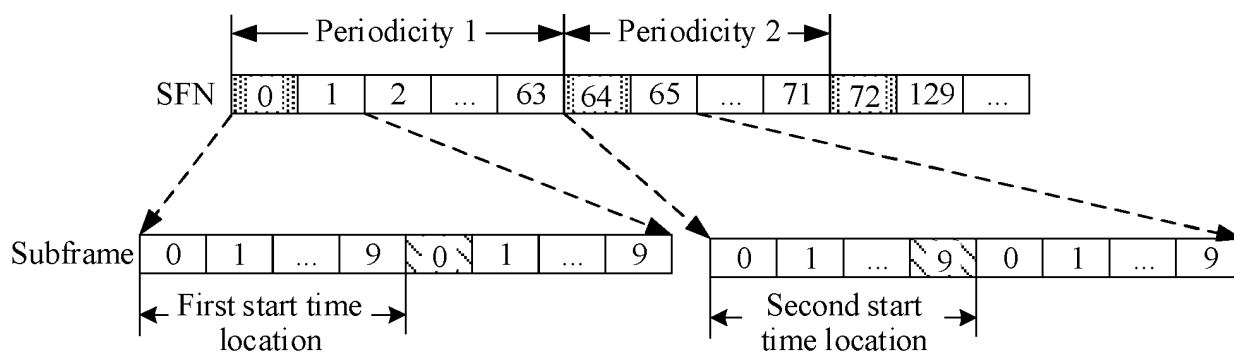 Periodicity 1 Periodicity 2
SFN 0 1 2 ... 63 64 65 ... 71 72 129 ...
Subframe 0 1 ... 9 0 1 ... 9 0 1 ... 9 0 1 ... 9
First start time location
Second start time location